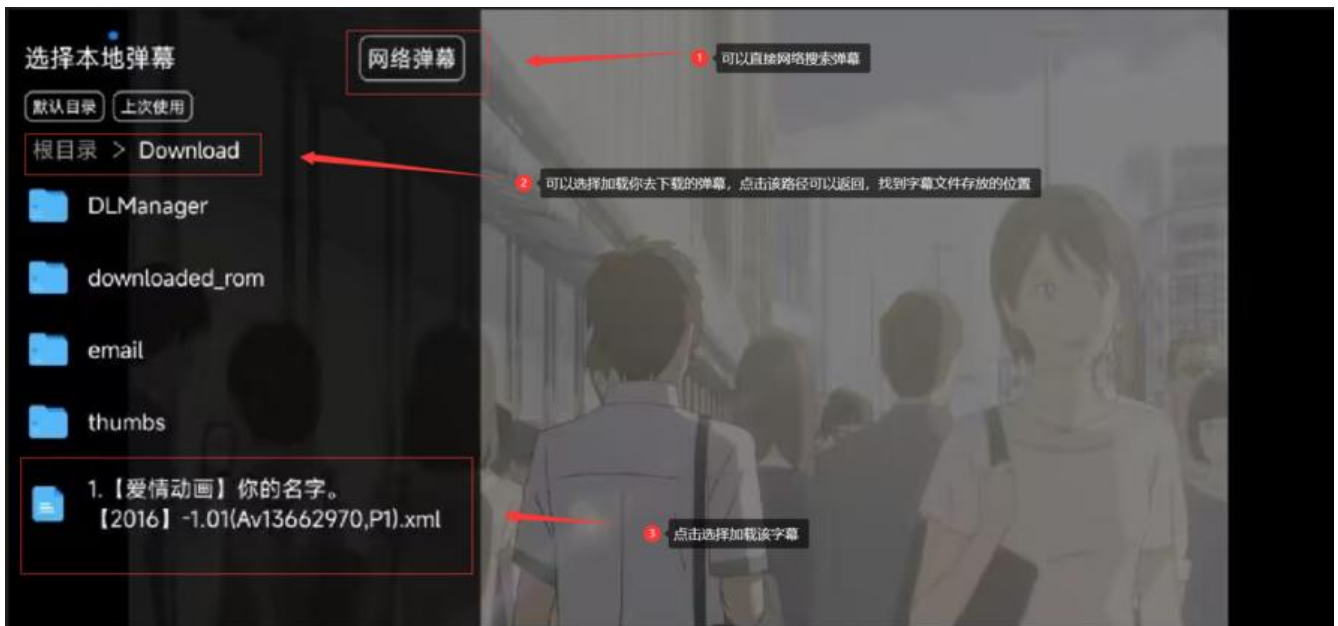 选择本地弹幕
网络弹幕
1 可以直接网络搜索弹幕
默认目录 上次使用
根目录 > Download
2 可以选择加载你去下载的弹幕，点击该路径可以返回，找到字幕文件存放的位置
DLManager
downloaded_rom
email
thumbs
1.【爱情动画】你的名字。
【2016】-1.01(Av13662970,P1).xml
3 点击选择加载该字幕